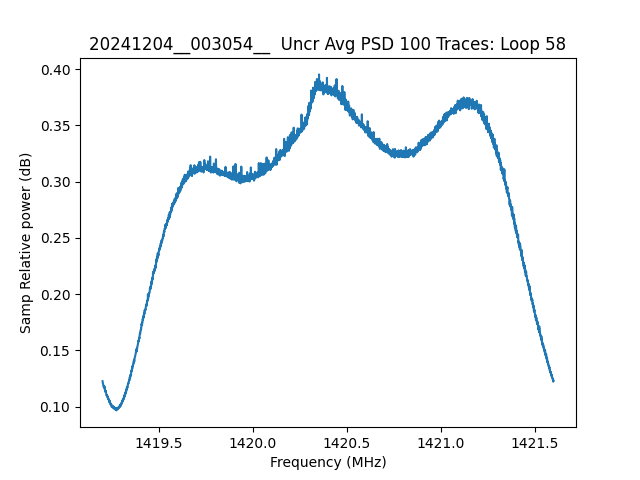 20241204__003054__  Uncr Avg PSD 100 Traces: Loop 58
0.40
0.35
0.30
0.25
0.20
0.15
0.10
Samp Relative power (dB)
1419.5 1420.0 1420.5 1421.0 1421.5
Frequency (MHz)